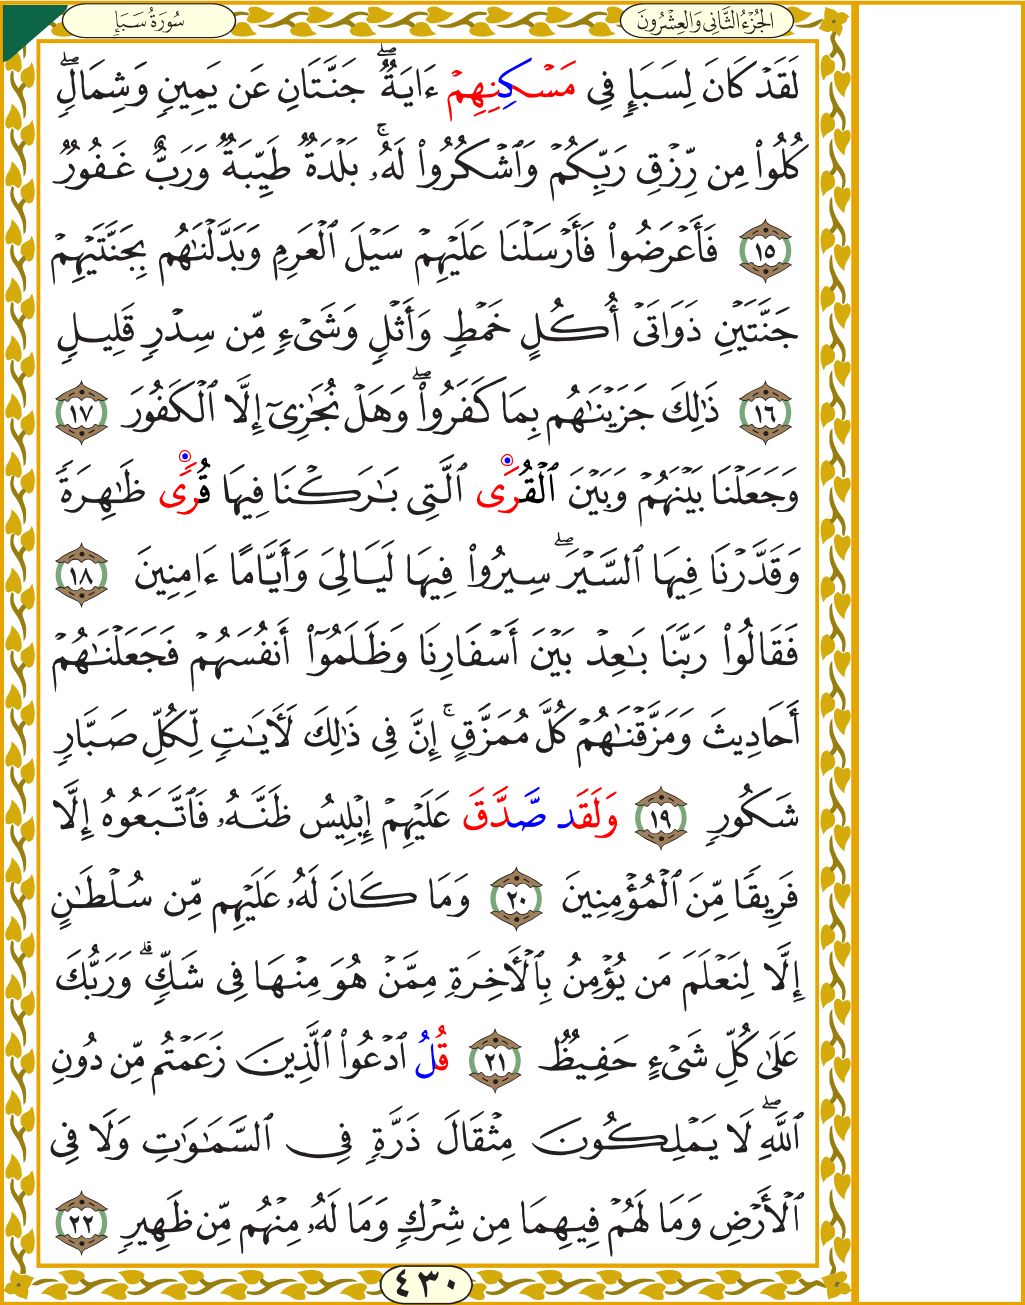 الجُزْءُ الثَّانِي وَالعِشْرُونَ
سُورَةُ سَبَإٖ
لَقَدۡ كَانَ لِسَبَإٖ فِي مَسۡكِنِهِمۡ ءَايَةٞۖ جَنَّتَانِ عَن يَمِينٖ وَشِمَالٖۖ
كُلُواْ مِن رِّزۡقِ رَبِّكُمۡ وَٱشۡكُرُواْ لَهُۥۚ بَلۡدَةٞ طَيِّبَةٞ وَرَبٌّ غَفُورٞ
١٥ فَأَعۡرَضُواْ فَأَرۡسَلۡنَا عَلَيۡهِمۡ سَيۡلَ ٱلۡعَرِمِ وَبَدَّلۡنَٰهُم بِجَنَّتَيۡهِمۡ
جَنَّتَيۡنِ ذَوَاتَيۡ أُكُلٍ خَمۡطٖ وَأَثۡلٖ وَشَيۡءٖ مِّن سِدۡرٖ قَلِيلٖ
١٦ ذَٰلِكَ جَزَيۡنَٰهُم بِمَا كَفَرُواْۖ وَهَلۡ نُجَٰزِيٓ إِلَّا ٱلۡكَفُورَ ١٧
وَجَعَلۡنَا بَيۡنَهُمۡ وَبَيۡنَ ٱلۡقُرَى ٱلَّتِي بَٰرَكۡنَا فِيهَا قُرٗى ظَٰهِرَةٗ
وَقَدَّرۡنَا فِيهَا ٱلسَّيۡرَۖ سِيرُواْ فِيهَا لَيَالِيَ وَأَيَّامًا ءَامِنِينَ ١٨
فَقَالُواْ رَبَّنَا بَٰعِدۡ بَيۡنَ أَسۡفَارِنَا وَظَلَمُوٓاْ أَنفُسَهُمۡ فَجَعَلۡنَٰهُمۡ
أَحَادِيثَ وَمَزَّقۡنَٰهُمۡ كُلَّ مُمَزَّقٍۚ إِنَّ فِي ذَٰلِكَ لَأٓيَٰتٖ لِّكُلِّ صَبَّارٖ
شَكُورٖ ١٩ وَلَقَد صَّدَّقَ عَلَيۡهِمۡ إِبۡلِيسُ ظَنَّهُۥ فَٱتَّبَعُوهُ إِلَّا
فَرِيقٗا مِّنَ ٱلۡمُؤۡمِنِينَ ٢٠ وَمَا كَانَ لَهُۥ عَلَيۡهِم مِّن سُلۡطَٰنٍ
إِلَّا لِنَعۡلَمَ مَن يُؤۡمِنُ بِٱلۡأٓخِرَةِ مِمَّنۡ هُوَ مِنۡهَا فِي شَكّٖۗ وَرَبُّكَ
عَلَىٰ كُلِّ شَيۡءٍ حَفِيظٞ ٢١ قُلُ ٱدۡعُواْ ٱلَّذِينَ زَعَمۡتُم مِّن دُونِ
ٱللَّهِۖ لَا يَمۡلِكُونَ مِثۡقَالَ ذَرَّةٖ فِي ٱلسَّمَٰوَٰتِ وَلَا فِي
ٱلۡأَرۡضِ وَمَا لَهُمۡ فِيهِمَا مِن شِرۡكٖ وَمَا لَهُۥ مِنۡهُم مِّن ظَهِيرٖ ٢٢
٤٣٠